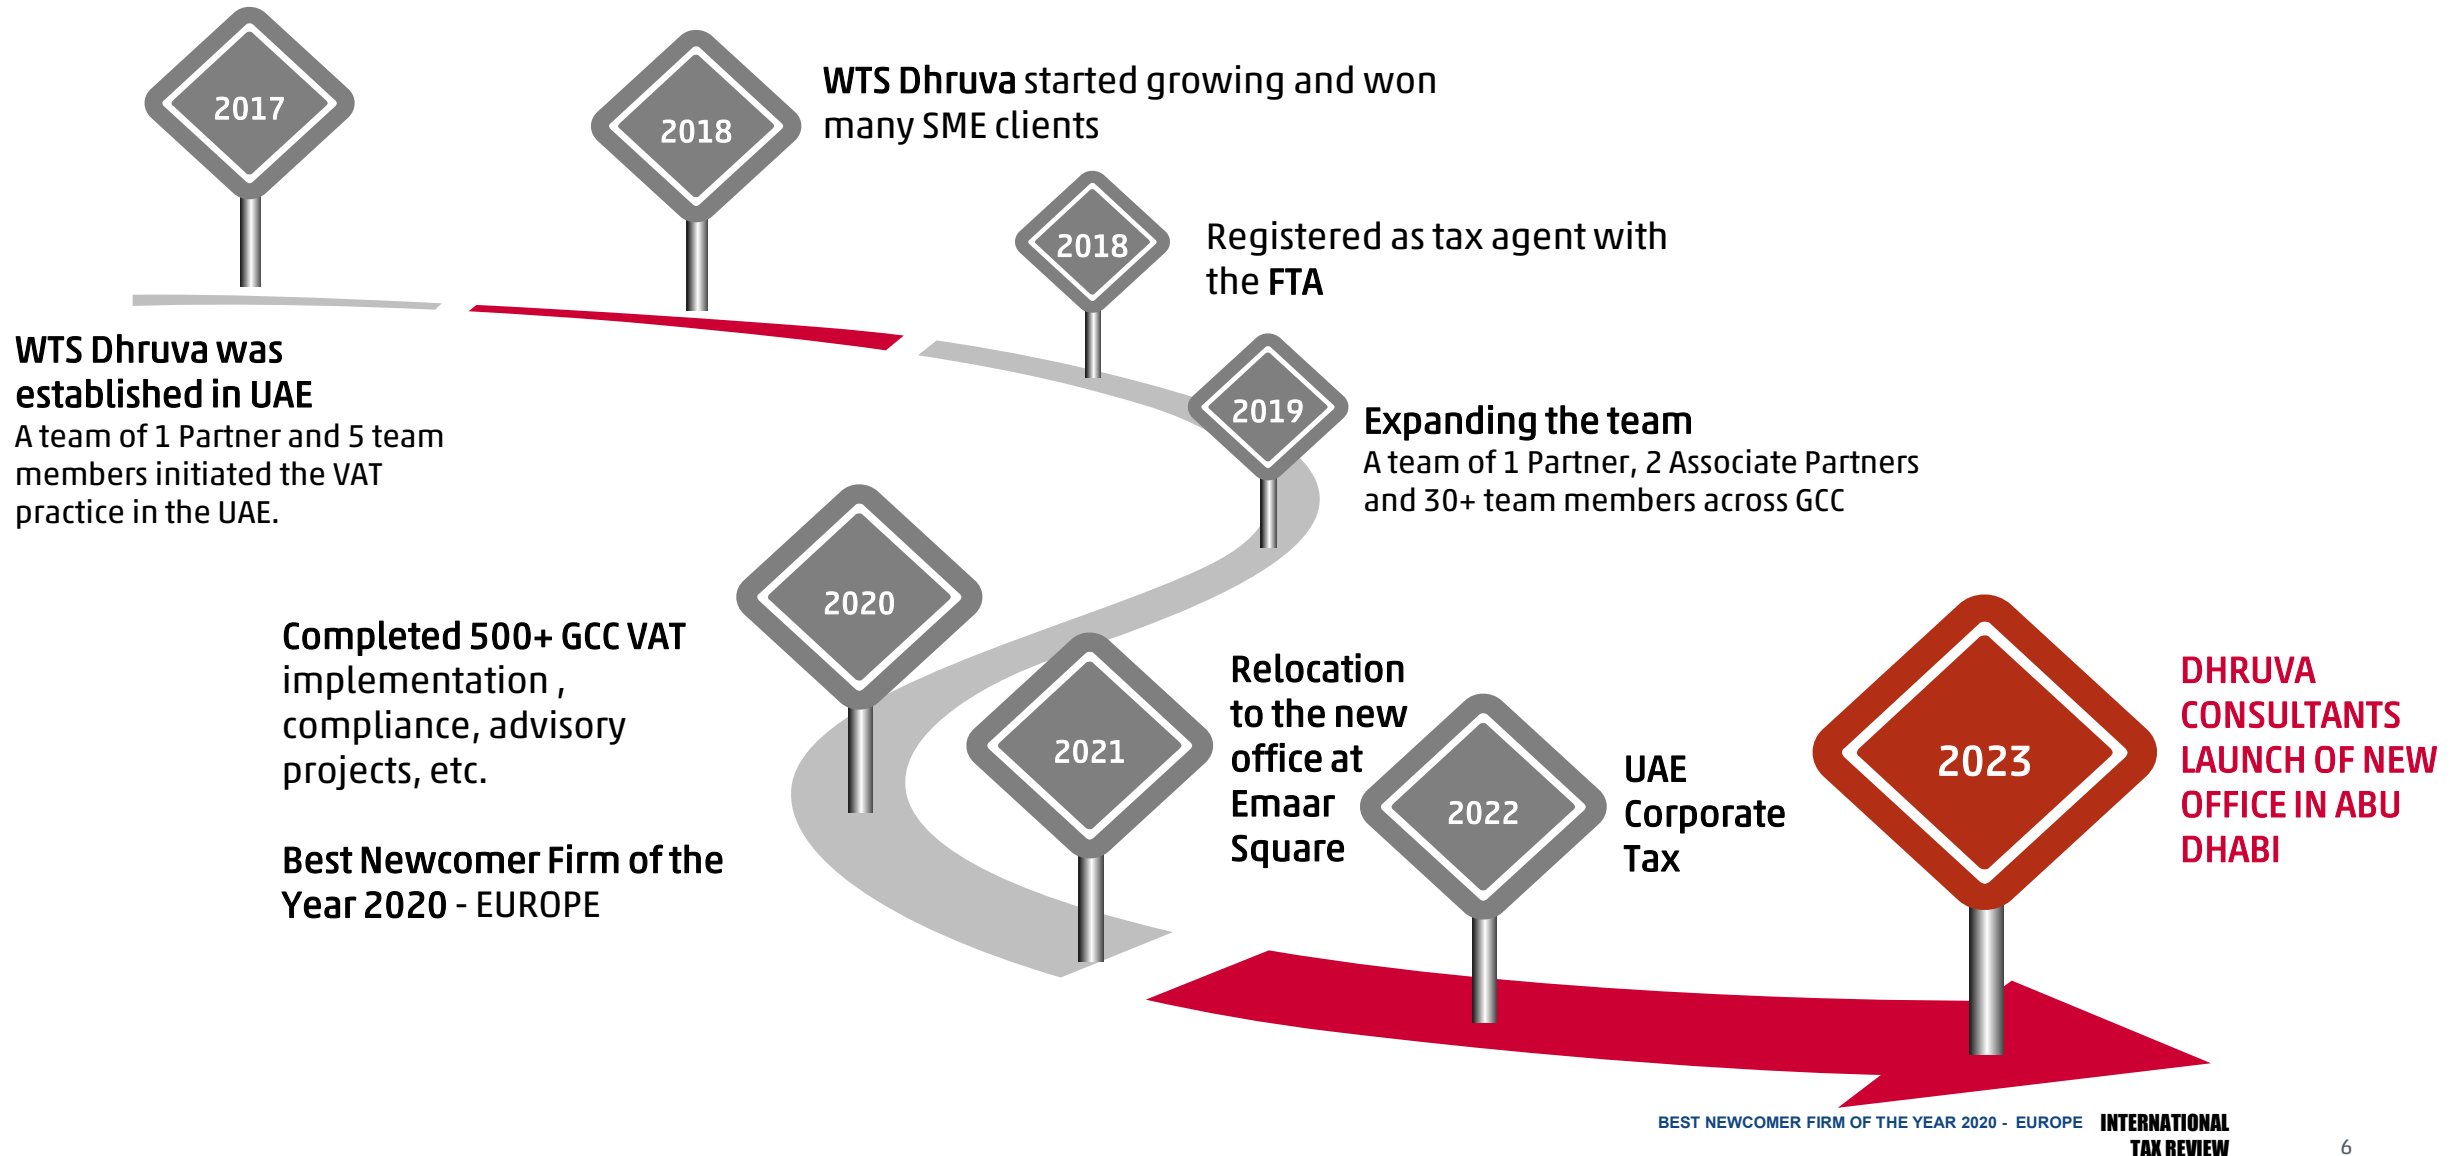 2017
WTS Dhruva was
established in UAE
A team of 1 Partner and 5 team
members initiated the VAT
practice in the UAE.
2018
WTS Dhruva started growing and won
many SME clients
2018
Registered as tax agent with
the FTA
2019
Expanding the team
A team of 1 Partner, 2 Associate Partners
and 30+ team members across GCC
2020
Completed 500+ GCC VAT
implementation ,
compliance, advisory
projects, etc.
Best Newcomer Firm of the
Year 2020 - EUROPE
2021
Relocation
to the new
office at
Emaar
Square
2022
UAE
Corporate
Tax
2023
DHRUVA
CONSULTANTS
LAUNCH OF NEW
OFFICE IN ABU
DHABI
BEST NEWCOMER FIRM OF THE YEAR 2020 - EUROPE
INTERNATIONAL
TAX REVIEW
6